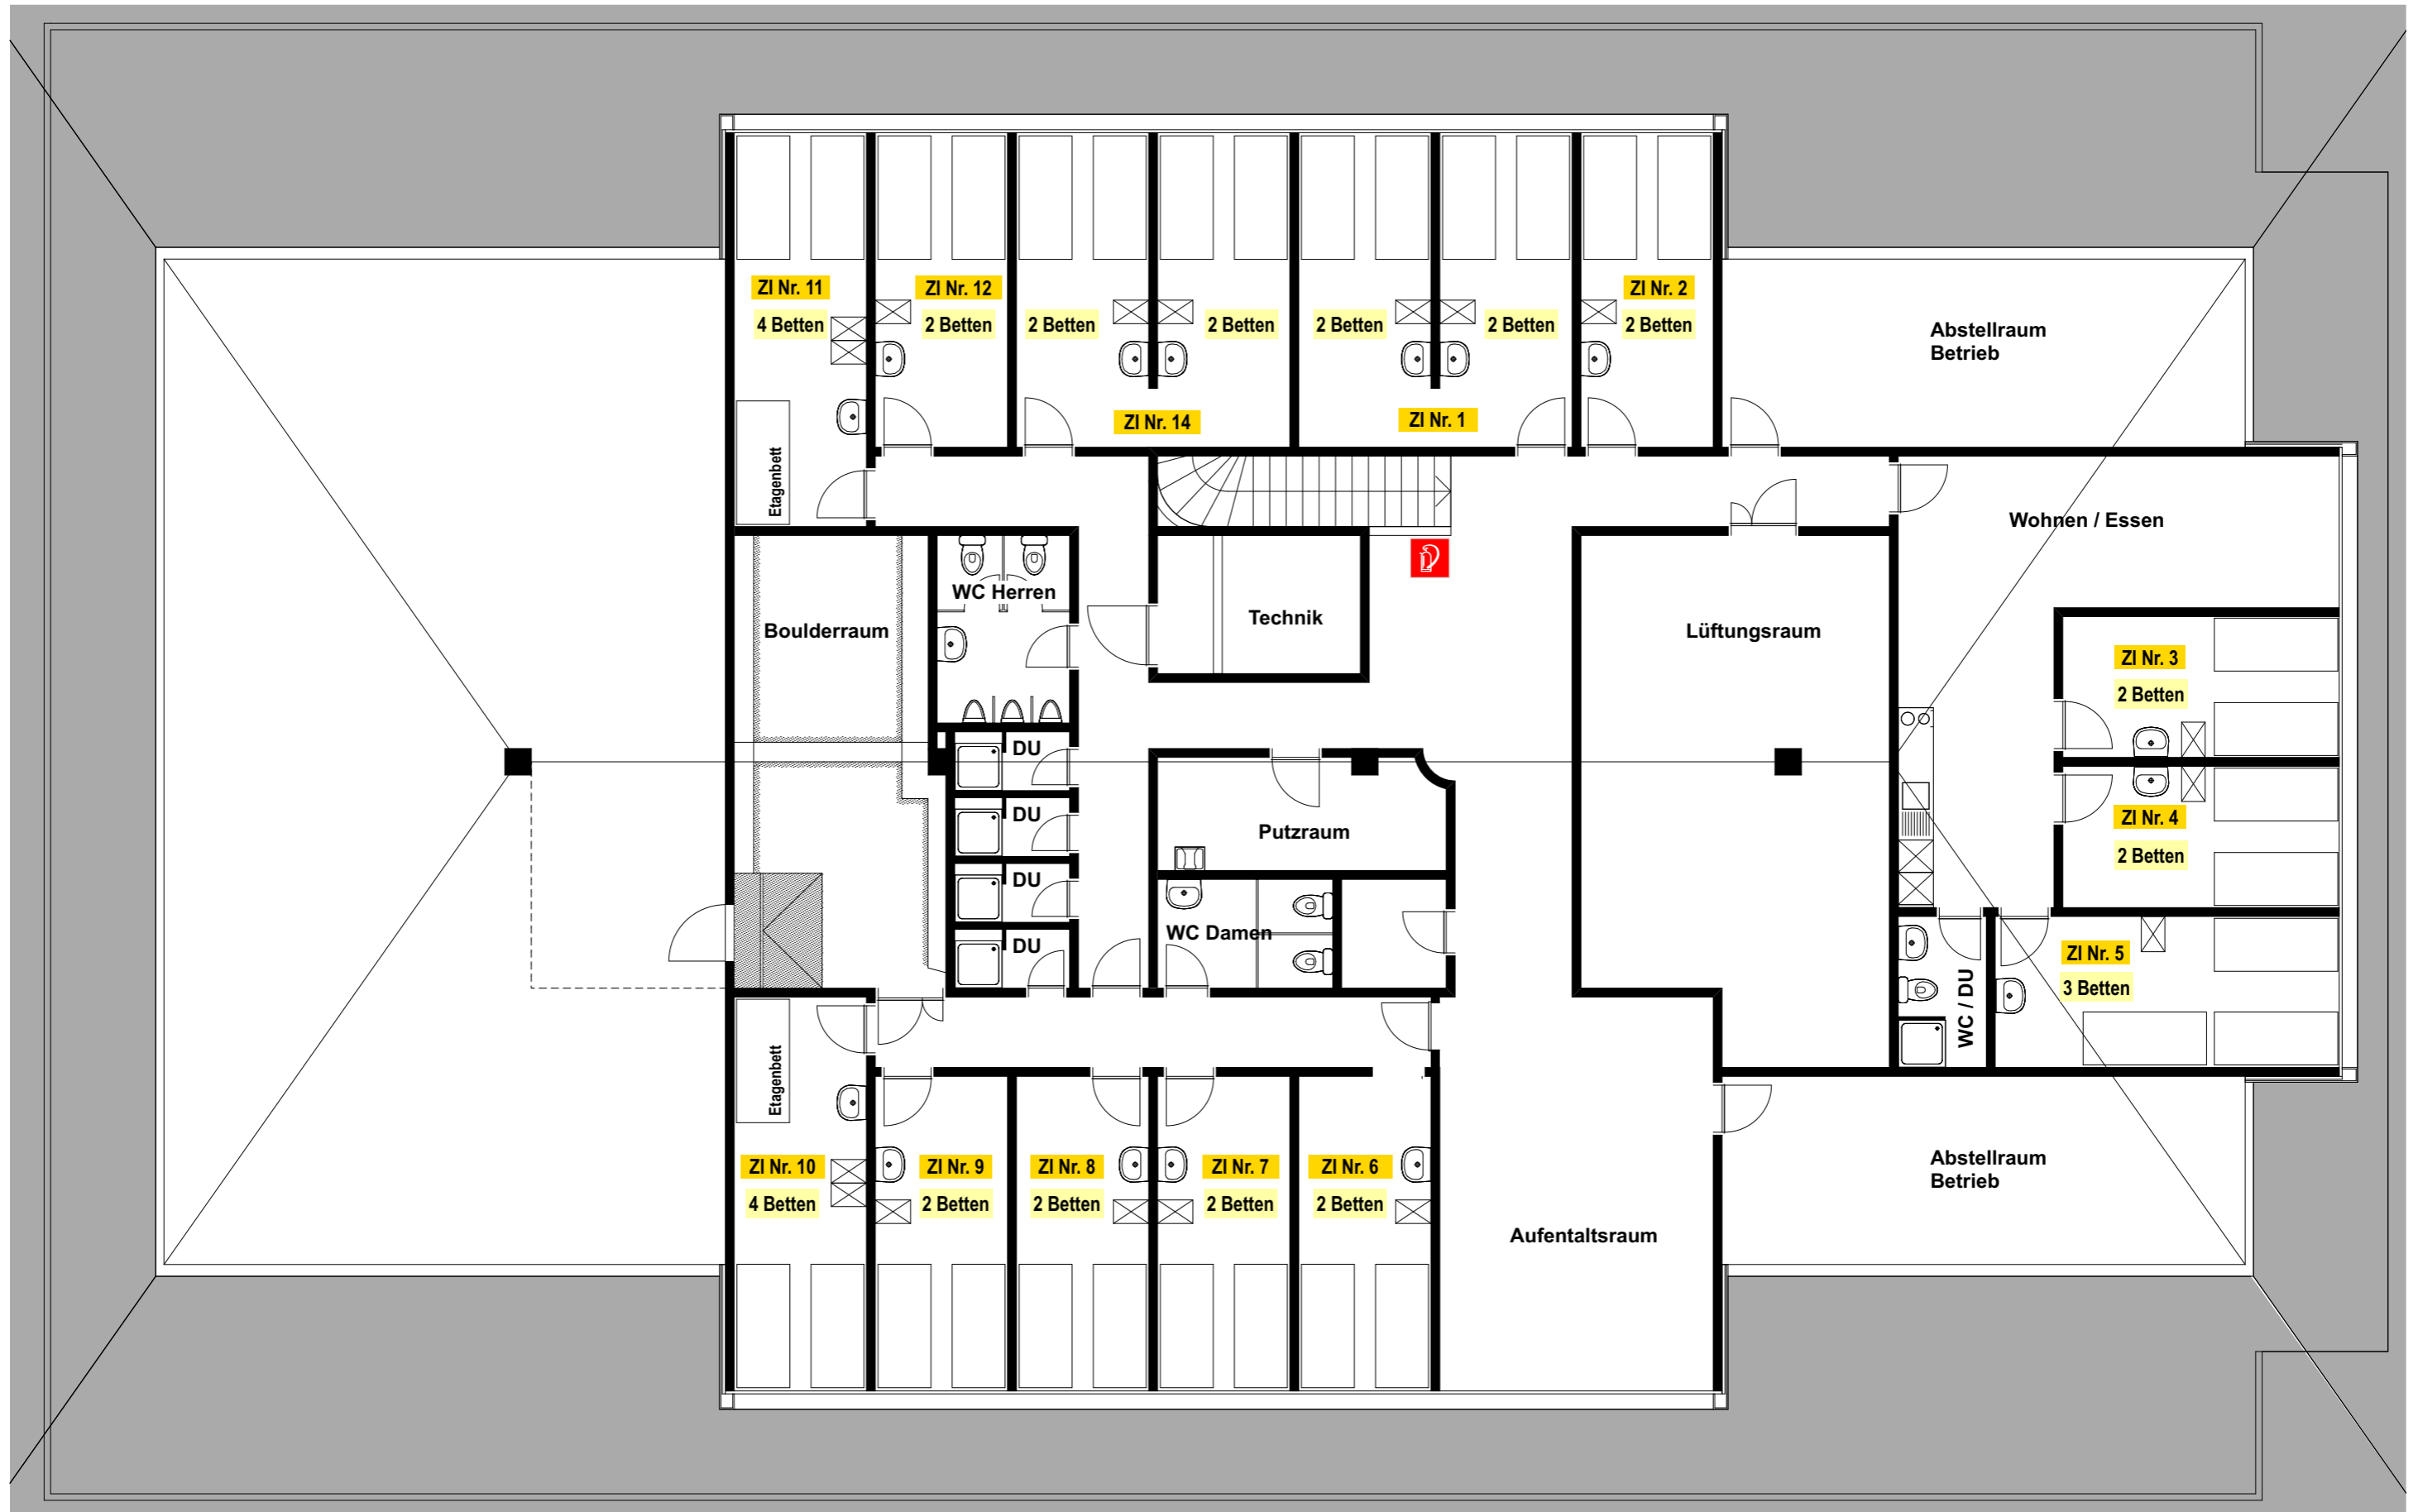 ZI Nr. 11
4 Betten
Etagenbett
ZI Nr. 12
2 Betten
2 Betten
2 Betten
ZI Nr. 14
2 Betten
2 Betten
ZI Nr. 1
ZI Nr. 2
2 Betten
Abstellraum
Betrieb
Wohnen / Essen
Boulderraum
WC Herren
Technik
Lüftungsraum
ZI Nr. 3
2 Betten
DU
DU
DU
DU
Putzraum
WC Damen
ZI Nr. 4
2 Betten
ZI Nr. 5
3 Betten
WC / DU
Etagenbett
ZI Nr. 10
4 Betten
ZI Nr. 9
2 Betten
ZI Nr. 8
2 Betten
ZI Nr. 7
2 Betten
ZI Nr. 6
2 Betten
Aufentaltsraum
Abstellraum
Betrieb